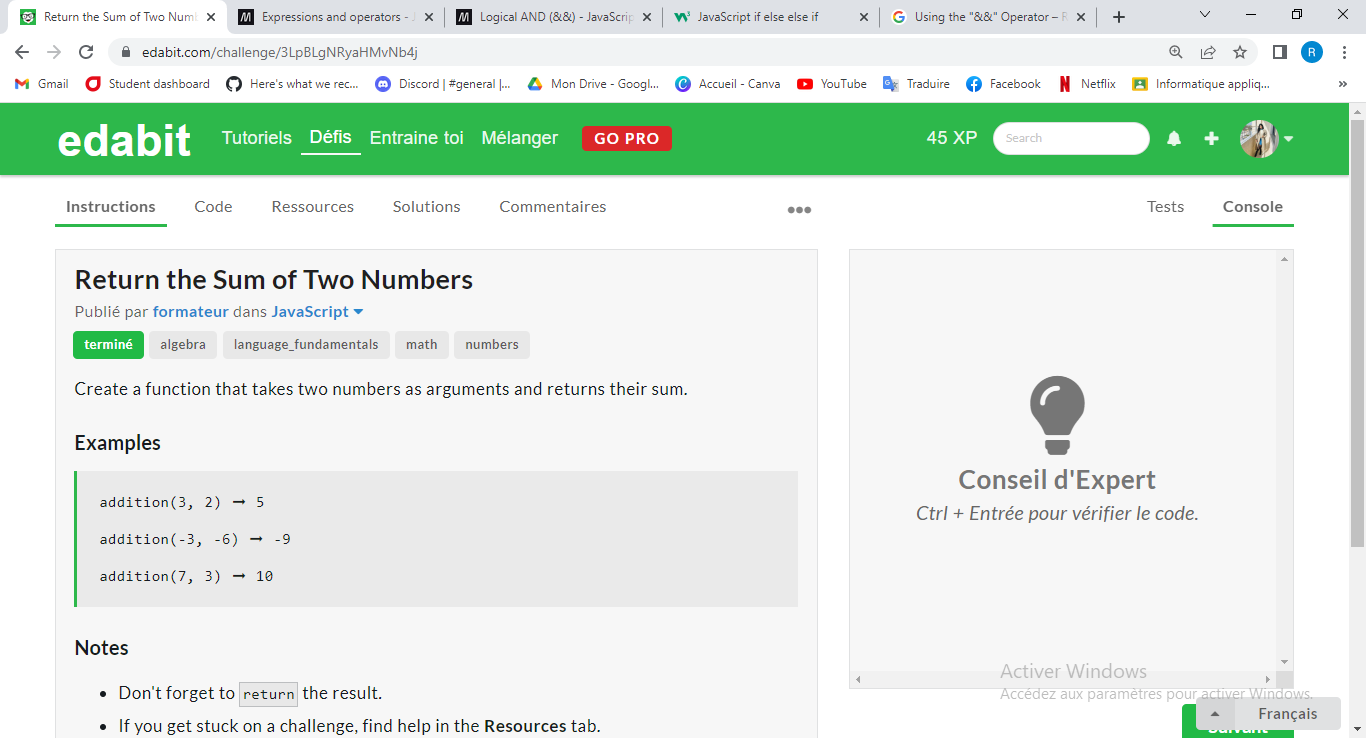 Return the Sum of Two Num
Expressions and operators - J
Logical AND (&&) - JavaScrip
JavaScript if else else if
Using the "&&" Operator – R
edabit.com/challenge/3LpBLgNRyaHMvNb4j
R
Gmail
Student dashboard
Here's what we rec...
Discord | #general |...
Mon Drive - Googl...
Accueil - Canva
YouTube
Traduire
Facebook
Netflix
Informatique appliq...
»
edabit
Tutoriels
Défis
Entraine toi
Mélanger
GO PRO
45 XP
Search
Instructions
Code
Ressources
Solutions
Commentaires
Tests
Console
Return the Sum of Two Numbers
Publié par formateur dans JavaScript
terminé
algebra
language_fundamentals
math
numbers
Create a function that takes two numbers as arguments and returns their sum.
Examples
addition(3, 2) ➞ 5
addition(-3, -6) ➞ -9
addition(7, 3) ➞ 10
Notes
• Don't forget to return the result.
• If you get stuck on a challenge, find help in the Resources tab.
Conseil d'Expert
Ctrl + Entrée pour vérifier le code.
Activer Windows
Accédez aux paramètres pour activer Windows.
Français
Suivant